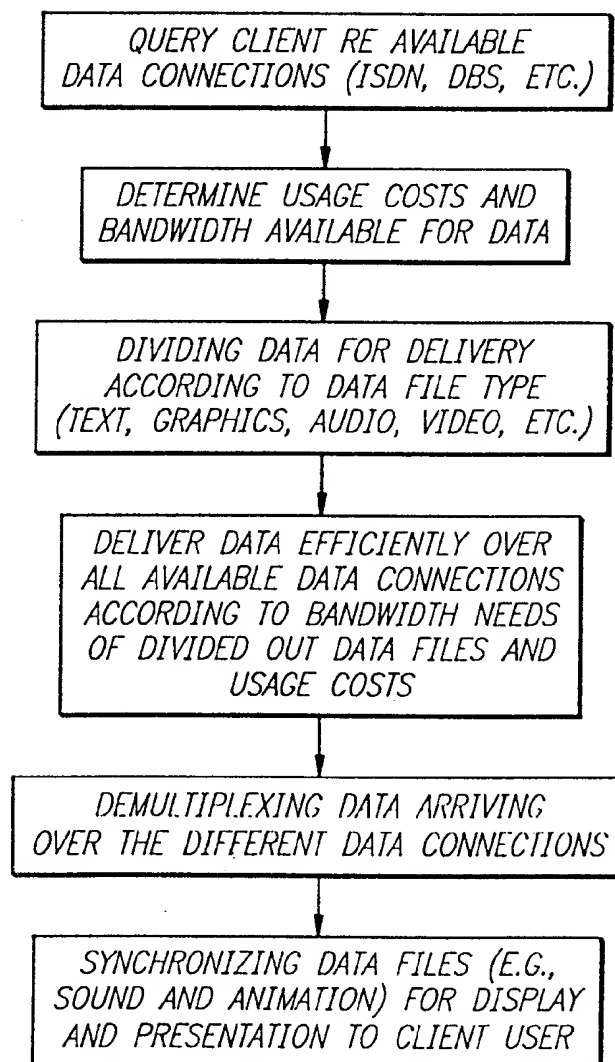 QUERY CLIENT RE AVAILABLE
DATA CONNECTIONS (ISDN, DBS, ETC.)
DETERMINE USAGE COSTS AND
BANDWIDTH AVAILABLE FOR DATA
DIVIDING DATA FOR DELIVERY
ACCORDING TO DATA FILE TYPE
(TEXT, GRAPHICS, AUDIO, VIDEO, ETC.)
DELIVER DATA EFFICIENTLY OVER
ALL AVAILABLE DATA CONNECTIONS
ACCORDING TO BANDWIDTH NEEDS
OF DIVIDED OUT DATA FILES AND
USAGE COSTS
DEMULTIPLEXING DATA ARRIVING
OVER THE DIFFERENT DATA CONNECTIONS
SYNCHRONIZING DATA FILES (E.G.,
SOUND AND ANIMATION) FOR DISPLAY
AND PRESENTATION TO CLIENT USER